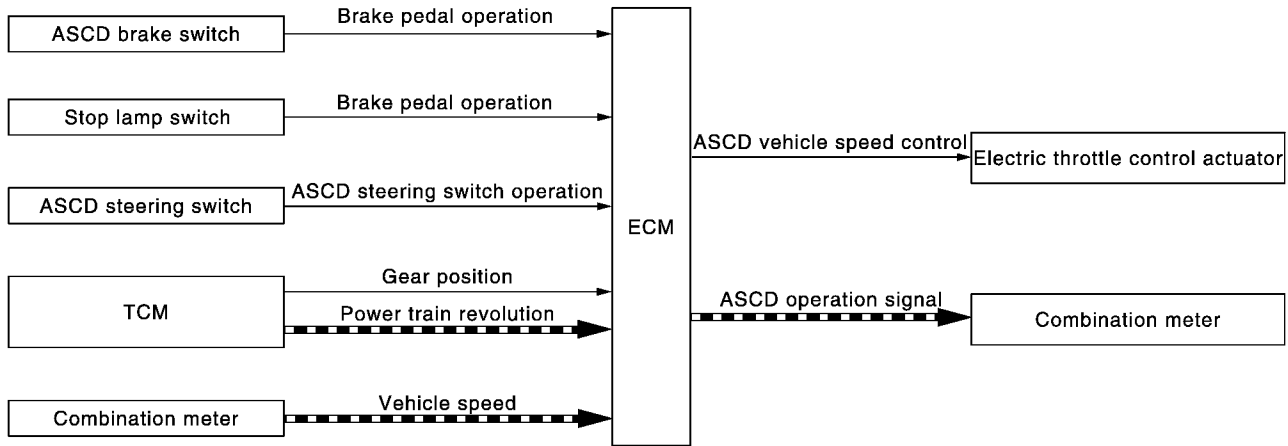 Brake pedal operation
ASCD brake switch
Brake pedal operation
Stop lamp switch
ASCD steering switch operation
ASCD steering switch
Gear position
TCM
Power train revolution
Vehicle speed
Combination meter
ECM
ASCD vehicle speed control
Electric throttle control actuator
ASCD operation signal
Combination meter